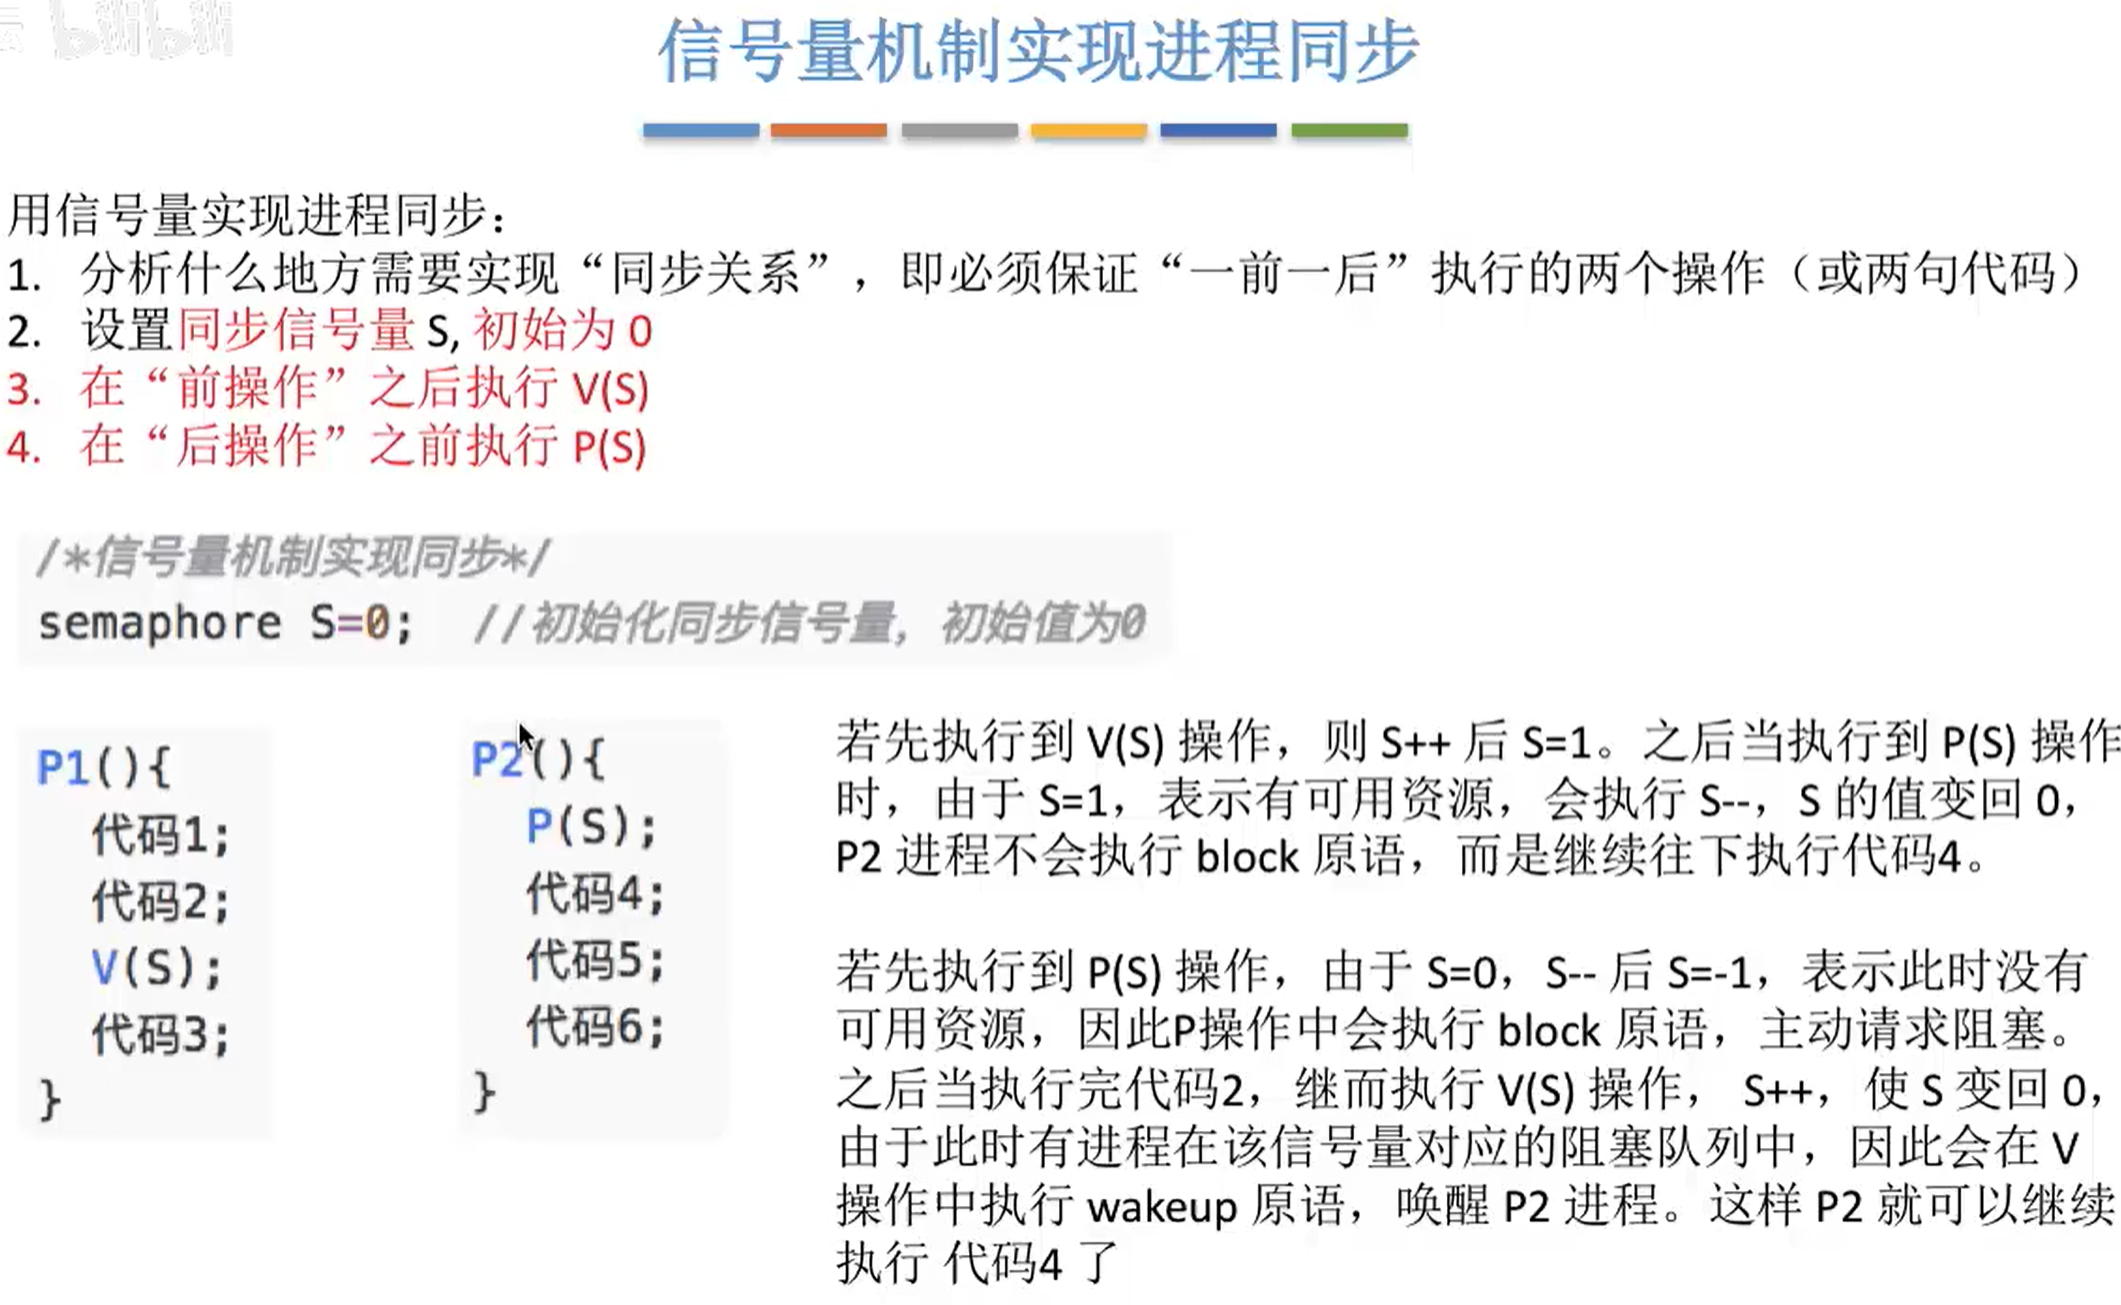 bilibili
信号量机制实现进程同步
用信号量实现进程同步：
1. 分析什么地方需要实现“同步关系”，即必须保证“一前一后”执行的两个操作（或两句代码）
2. 设置同步信号量 S, 初始为 0
3. 在“前操作”之后执行 V(S)
4. 在“后操作”之前执行 P(S)
/*信号量机制实现同步*/
semaphore S=0; //初始化同步信号量，初始值为0
P1(){
代码1;
代码2;
V(S);
代码3;
}
P2(){
P(S);
代码4;
代码5;
代码6;
}
若先执行到 V(S) 操作，则 S++ 后 S=1。之后当执行到 P(S) 操作
时，由于 S=1，表示有可用资源，会执行 S--，S 的值变回 0，
P2 进程不会执行 block 原语，而是继续往下执行代码4。
若先执行到 P(S) 操作，由于 S=0，S-- 后 S=-1，表示此时没有
可用资源，因此P操作中会执行 block 原语，主动请求阻塞。
之后当执行完代码2，继而执行 V(S) 操作， S++，使 S 变回 0，
由于此时有进程在该信号量对应的阻塞队列中，因此会在 V
操作中执行 wakeup 原语，唤醒 P2 进程。这样 P2 就可以继续
执行 代码4 了